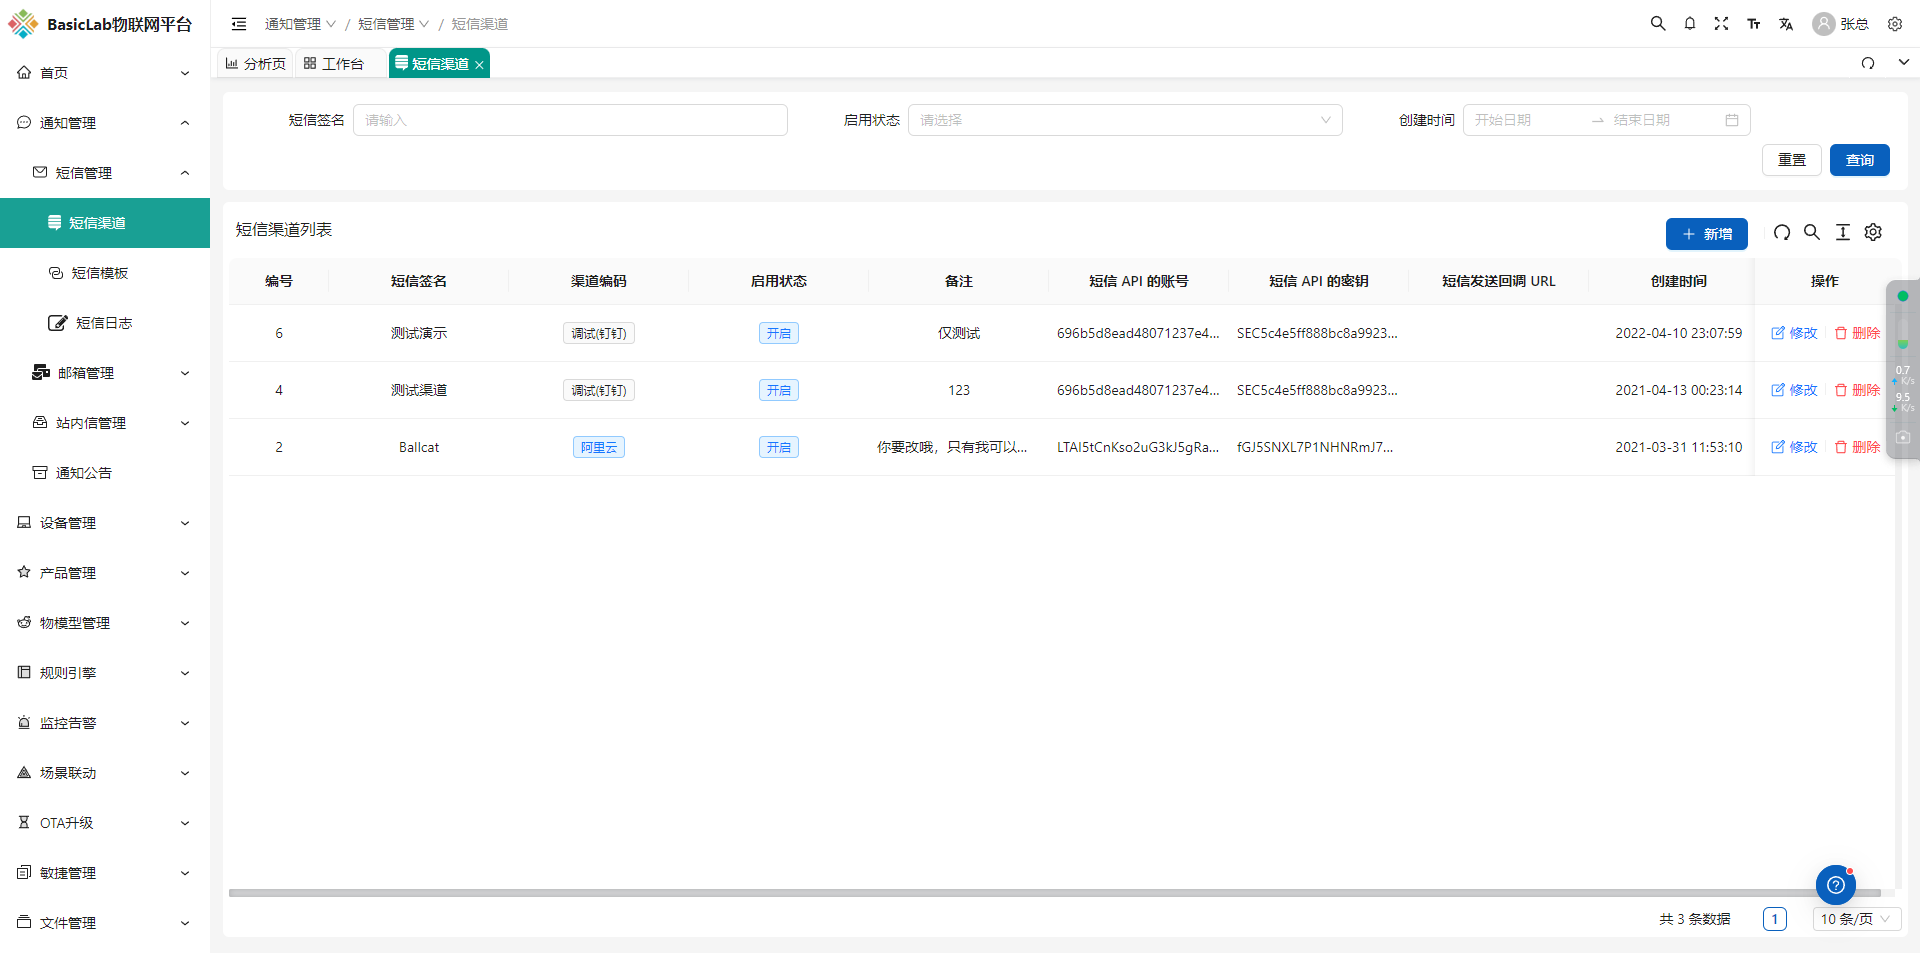 BasicLab物联网平台
通知管理 / 短信管理 / 短信渠道
张总
分析页
工作台
短信渠道
首页
通知管理
短信管理
短信渠道
短信模板
短信日志
邮箱管理
站内信管理
通知公告
设备管理
产品管理
物模型管理
规则引擎
监控告警
场景联动
OTA升级
敏捷管理
文件管理
短信签名 请输入 启用状态 请选择 创建时间 开始日期 结束日期
重置 查询
短信渠道列表
新增
编号 短信签名 渠道编码 启用状态 备注 短信 API 的账号 短信 API 的密钥 短信发送回调 URL 创建时间 操作
6 测试演示 调试(钉钉) 开启 仅测试 696b5d8ead48071237e4... SEC5c4e5ff888bc8a9923... 2022-04-10 23:07:59 修改 删除
4 测试渠道 调试(钉钉) 开启 123 696b5d8ead48071237e4... SEC5c4e5ff888bc8a9923... 2021-04-13 00:23:14 修改 删除
2 Ballcat 阿里云 开启 你要改哦，只有我可以... LTAI5tCnKso2uG3kJ5gRa... fGJ5SNXL7P1NHNRmJ7... 2021-03-31 11:53:10 修改 删除
0.7
K/s
9.5
K/s
共 3 条数据 1 10 条/页